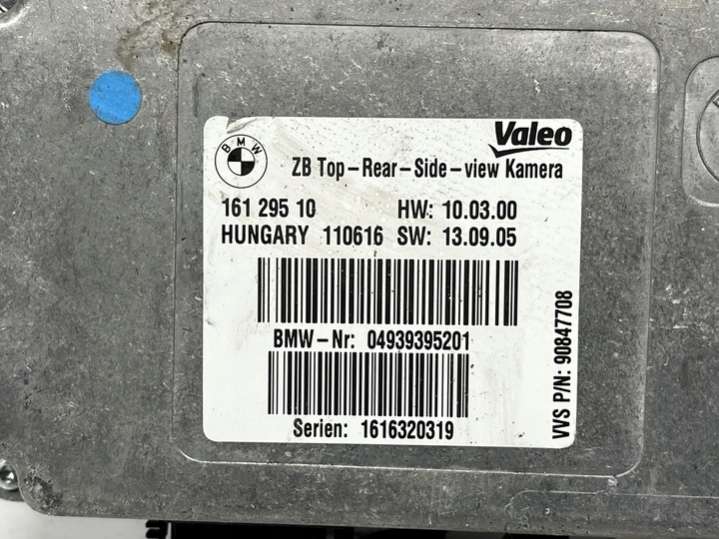 BMW
Valeo
ZB Top-Rear-Side-view Kamera
161 295 10 HW: 10.03.00
HUNGARY 110616 SW: 13.09.05
BMW-Nr: 04939395201
Serien: 1616320319
VVS P/N: 90847708